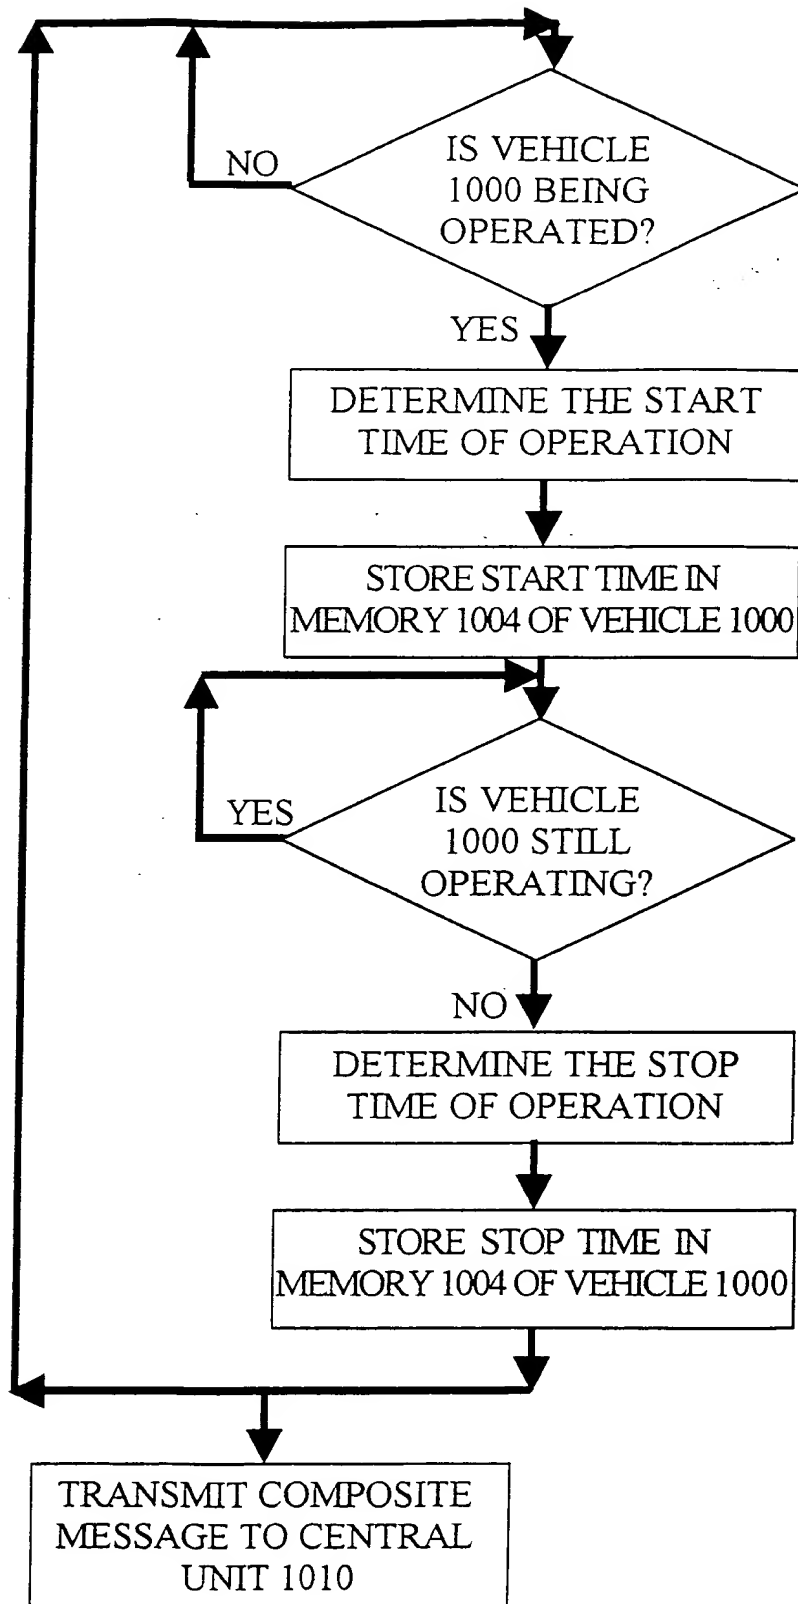 IS VEHICLE
1000 BEING
OPERATED?
NO
YES
DETERMINE THE START
TIME OF OPERATION
STORE START TIME IN
MEMORY 1004 OF VEHICLE 1000
IS VEHICLE
1000 STILL
OPERATING?
YES
NO
DETERMINE THE STOP
TIME OF OPERATION
STORE STOP TIME IN
MEMORY 1004 OF VEHICLE 1000
TRANSMIT COMPOSITE
MESSAGE TO CENTRAL
UNIT 1010